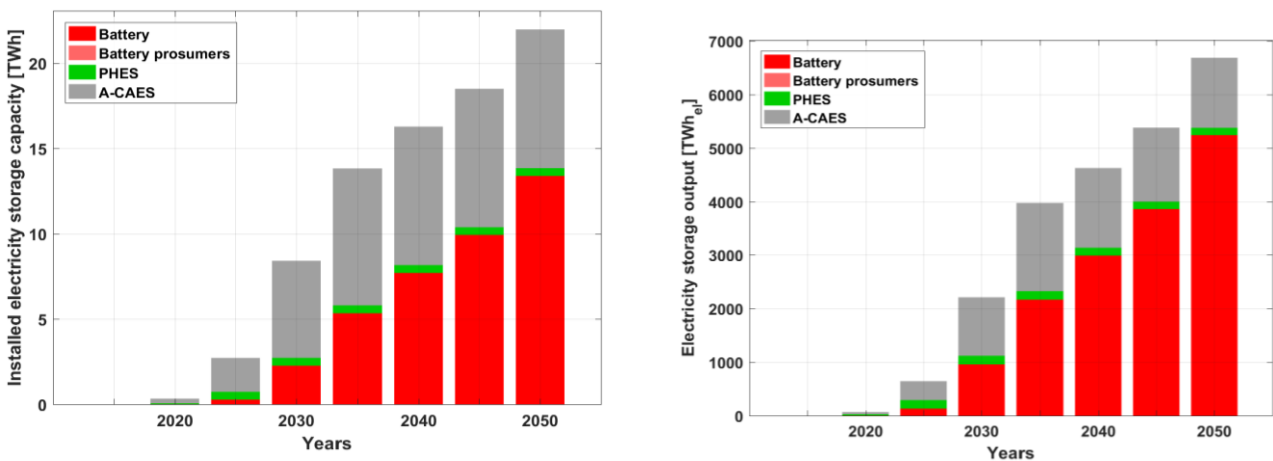 Installed electricity storage capacity [TWh]
20
15
10
5
0
Battery
Battery prosumers
PHES
A-CAES
2020
2030
2040
2050
Years
Electricity storage output [TWh_el]
7000
6000
5000
4000
3000
2000
1000
0
Battery
Battery prosumers
PHES
A-CAES
2020
2030
2040
2050
Years